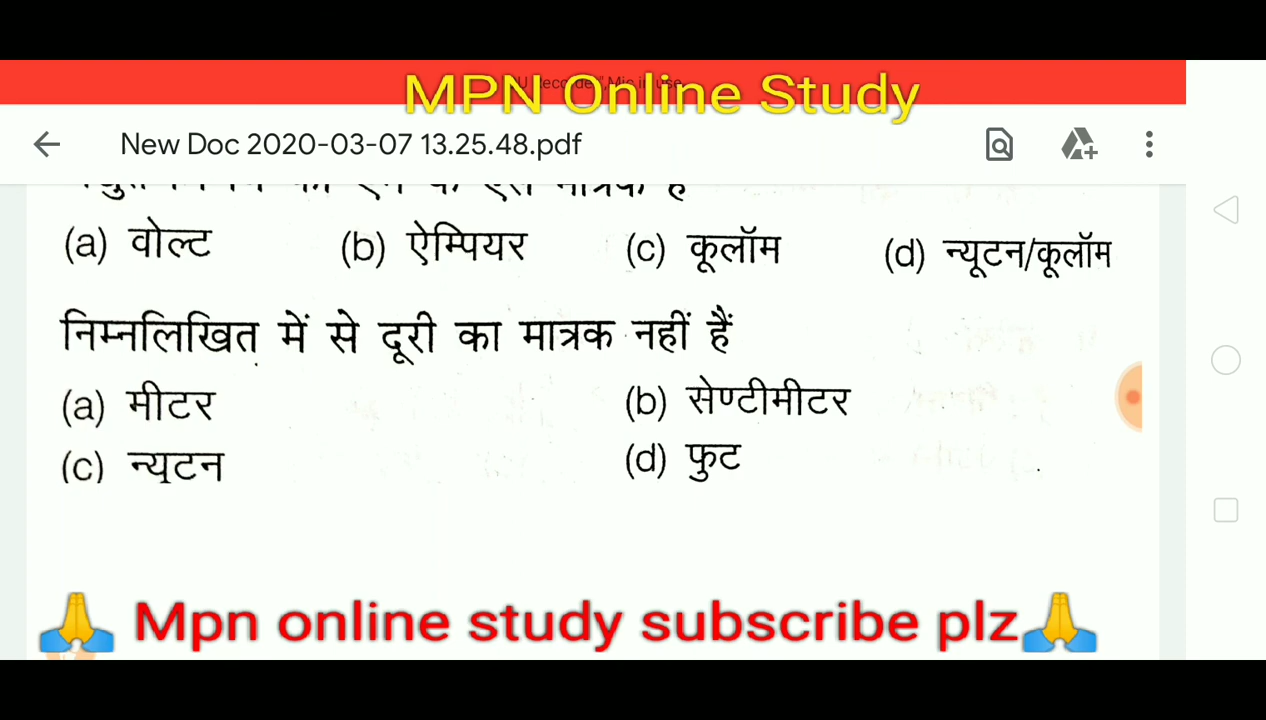 MPN Online Study
New Doc 2020-03-07 13.25.48.pdf
(a) वोल्ट (b) ऐम्पियर (c) कूलॉम (d) न्यूटन/कूलॉम
निम्नलिखित में से दूरी का मात्रक नहीं हैं
(a) मीटर (b) सेण्टीमीटर
(c) न्यूटन (d) फुट
🙏 Mpn online study subscribe plz🙏